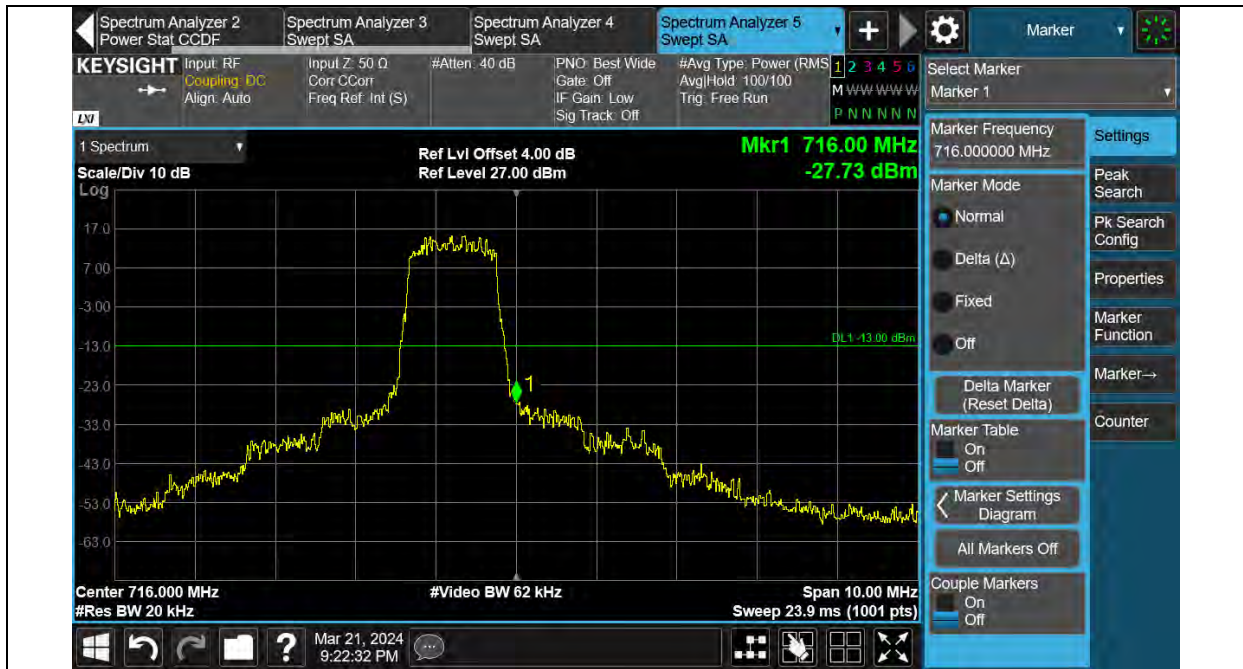 Spectrum Analyzer 2
Power Stat CCDF
Spectrum Analyzer 3
Swept SA
Spectrum Analyzer 4
Swept SA
Spectrum Analyzer 5
Swept SA
Marker
KEYSIGHT
LXI
Input: RF
Coupling: DC
Align: Auto
Input Z: 50 Ω
Corr CCorr
Freq Ref: Int (S)
#Atten: 40 dB
PNO: Best Wide
Gate: Off
IF Gain: Low
Sig Track: Off
#Avg Type: Power (RMS
Avg|Hold: 100/100
Trig: Free Run
1 2 3 4 5 6
M W W W W W
P N N N N N
Select Marker
Marker 1
1 Spectrum
Scale/Div 10 dB
Ref Lvl Offset 4.00 dB
Ref Level 27.00 dBm
Mkr1 716.00 MHz
-27.73 dBm
Log
17.0
7.00
-3.00
-13.0
-23.0
-33.0
-43.0
-53.0
-63.0
DL1 -13.00 dBm
1
Center 716.000 MHz
#Res BW 20 kHz
#Video BW 62 kHz
Span 10.00 MHz
Sweep 23.9 ms (1001 pts)
Marker Frequency
716.000000 MHz
Marker Mode
Normal
Delta (Δ)
Fixed
Off
Delta Marker
(Reset Delta)
Marker Table
On
Off
Marker Settings
Diagram
All Markers Off
Couple Markers
On
Off
Settings
Peak
Search
Pk Search
Config
Properties
Marker
Function
Marker→
Counter
?
Mar 21, 2024
9:22:32 PM